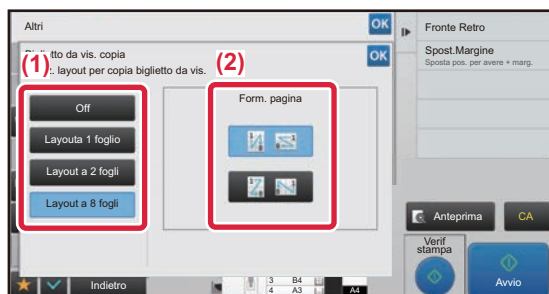 Altri
OK
Biglietto da vis. copia
OK
z. layout per copia biglietto da vis.
(1)
(2)
Off
Layouta 1 foglio
Layout a 2 fogli
Layout a 8 fogli
Form. pagina
Fronte Retro
Spost.Margine
Sposta pos. per avere + marg.
Anteprima
CA
Verif
stampa
Avvio
Indietro
3 B4
4 A3
A4